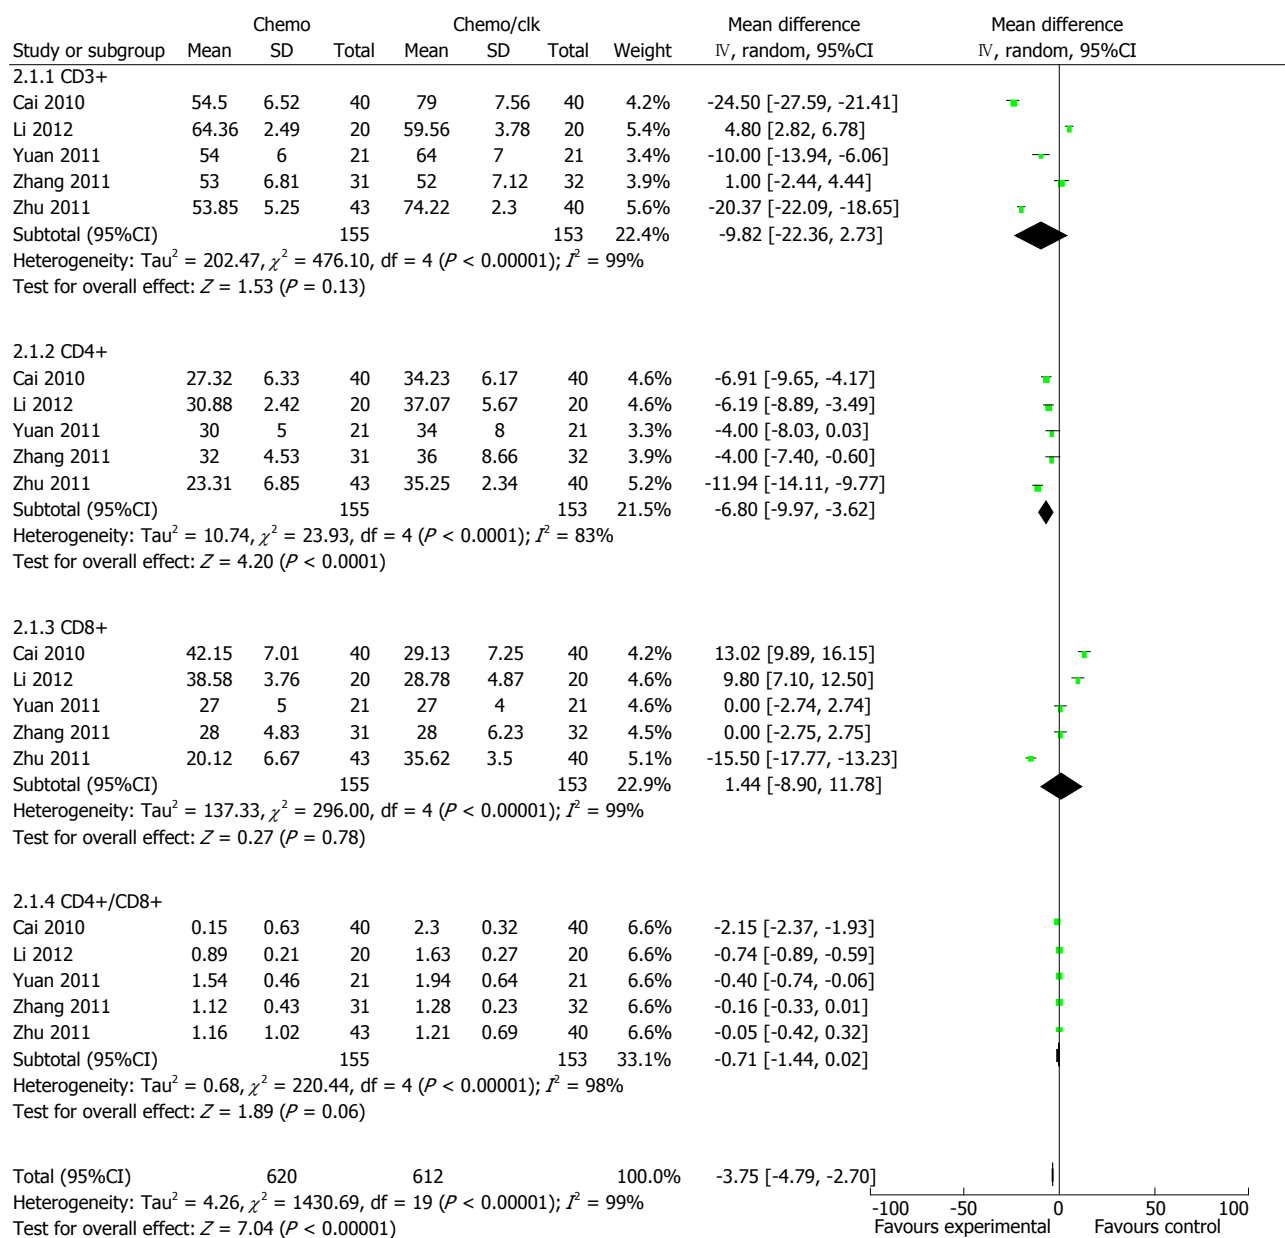 Chemo Chemo/clk Mean difference Mean difference
Study or subgroup Mean SD Total Mean SD Total Weight Ⅳ, random, 95%CI Ⅳ, random, 95%CI
2.1.1 CD3+
Cai 2010 54.5 6.52 40 79 7.56 40 4.2% -24.50 [-27.59, -21.41]
Li 2012 64.36 2.49 20 59.56 3.78 20 5.4% 4.80 [2.82, 6.78]
Yuan 2011 54 6 21 64 7 21 3.4% -10.00 [-13.94, -6.06]
Zhang 2011 53 6.81 31 52 7.12 32 3.9% 1.00 [-2.44, 4.44]
Zhu 2011 53.85 5.25 43 74.22 2.3 40 5.6% -20.37 [-22.09, -18.65]
Subtotal (95%CI) 155 153 22.4% -9.82 [-22.36, 2.73]
Heterogeneity: Tau² = 202.47, χ² = 476.10, df = 4 (P < 0.00001); I² = 99%
Test for overall effect: Z = 1.53 (P = 0.13)
2.1.2 CD4+
Cai 2010 27.32 6.33 40 34.23 6.17 40 4.6% -6.91 [-9.65, -4.17]
Li 2012 30.88 2.42 20 37.07 5.67 20 4.6% -6.19 [-8.89, -3.49]
Yuan 2011 30 5 21 34 8 21 3.3% -4.00 [-8.03, 0.03]
Zhang 2011 32 4.53 31 36 8.66 32 3.9% -4.00 [-7.40, -0.60]
Zhu 2011 23.31 6.85 43 35.25 2.34 40 5.2% -11.94 [-14.11, -9.77]
Subtotal (95%CI) 155 153 21.5% -6.80 [-9.97, -3.62]
Heterogeneity: Tau² = 10.74, χ² = 23.93, df = 4 (P < 0.0001); I² = 83%
Test for overall effect: Z = 4.20 (P < 0.0001)
2.1.3 CD8+
Cai 2010 42.15 7.01 40 29.13 7.25 40 4.2% 13.02 [9.89, 16.15]
Li 2012 38.58 3.76 20 28.78 4.87 20 4.6% 9.80 [7.10, 12.50]
Yuan 2011 27 5 21 27 4 21 4.5% 0.00 [-2.74, 2.74]
Zhang 2011 28 4.83 31 28 6.23 32 4.5% 0.00 [-2.75, 2.75]
Zhu 2011 20.12 6.67 43 35.62 3.5 40 5.1% -15.50 [-17.77, -13.23]
Subtotal (95%CI) 155 153 22.9% 1.44 [-8.90, 11.78]
Heterogeneity: Tau² = 137.33, χ² = 296.00, df = 4 (P < 0.00001); I² = 99%
Test for overall effect: Z = 0.27 (P = 0.78)
2.1.4 CD4+/CD8+
Cai 2010 0.15 0.63 40 2.3 0.32 40 6.6% -2.15 [-2.37, -1.93]
Li 2012 0.89 0.21 20 1.63 0.27 20 6.6% -0.74 [-0.89, -0.59]
Yuan 2011 1.54 0.46 21 1.94 0.64 21 6.6% -0.40 [-0.74, -0.06]
Zhang 2011 1.12 0.43 31 1.28 0.23 32 6.6% -0.16 [-0.33, 0.01]
Zhu 2011 1.16 1.02 43 1.21 0.69 40 6.6% -0.05 [-0.42, 0.32]
Subtotal (95%CI) 155 153 33.1% -0.71 [-1.44, 0.02]
Heterogeneity: Tau² = 0.68, χ² = 220.44, df = 4 (P < 0.00001); I² = 98%
Test for overall effect: Z = 1.89 (P = 0.06)
Total (95%CI) 620 612 100.0% -3.75 [-4.79, -2.70]
Heterogeneity: Tau² = 4.26, χ² = 1430.69, df = 19 (P < 0.00001); I² = 99%
-100 -50 0 50 100
Test for overall effect: Z = 7.04 (P < 0.00001) Favours experimental Favours control